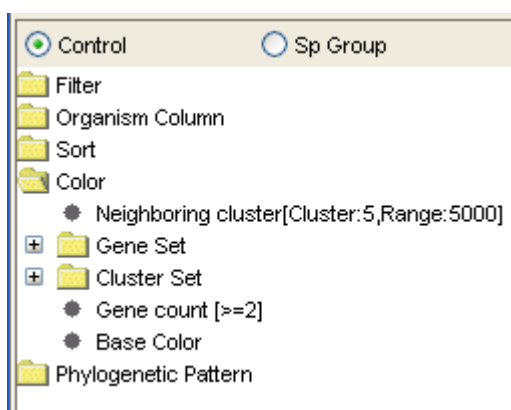 Control Sp Group
Filter
Organism Column
Sort
Color
Neighboring cluster[Cluster:5,Range:5000]
Gene Set
Cluster Set
Gene count [>=2]
Base Color
Phylogenetic Pattern